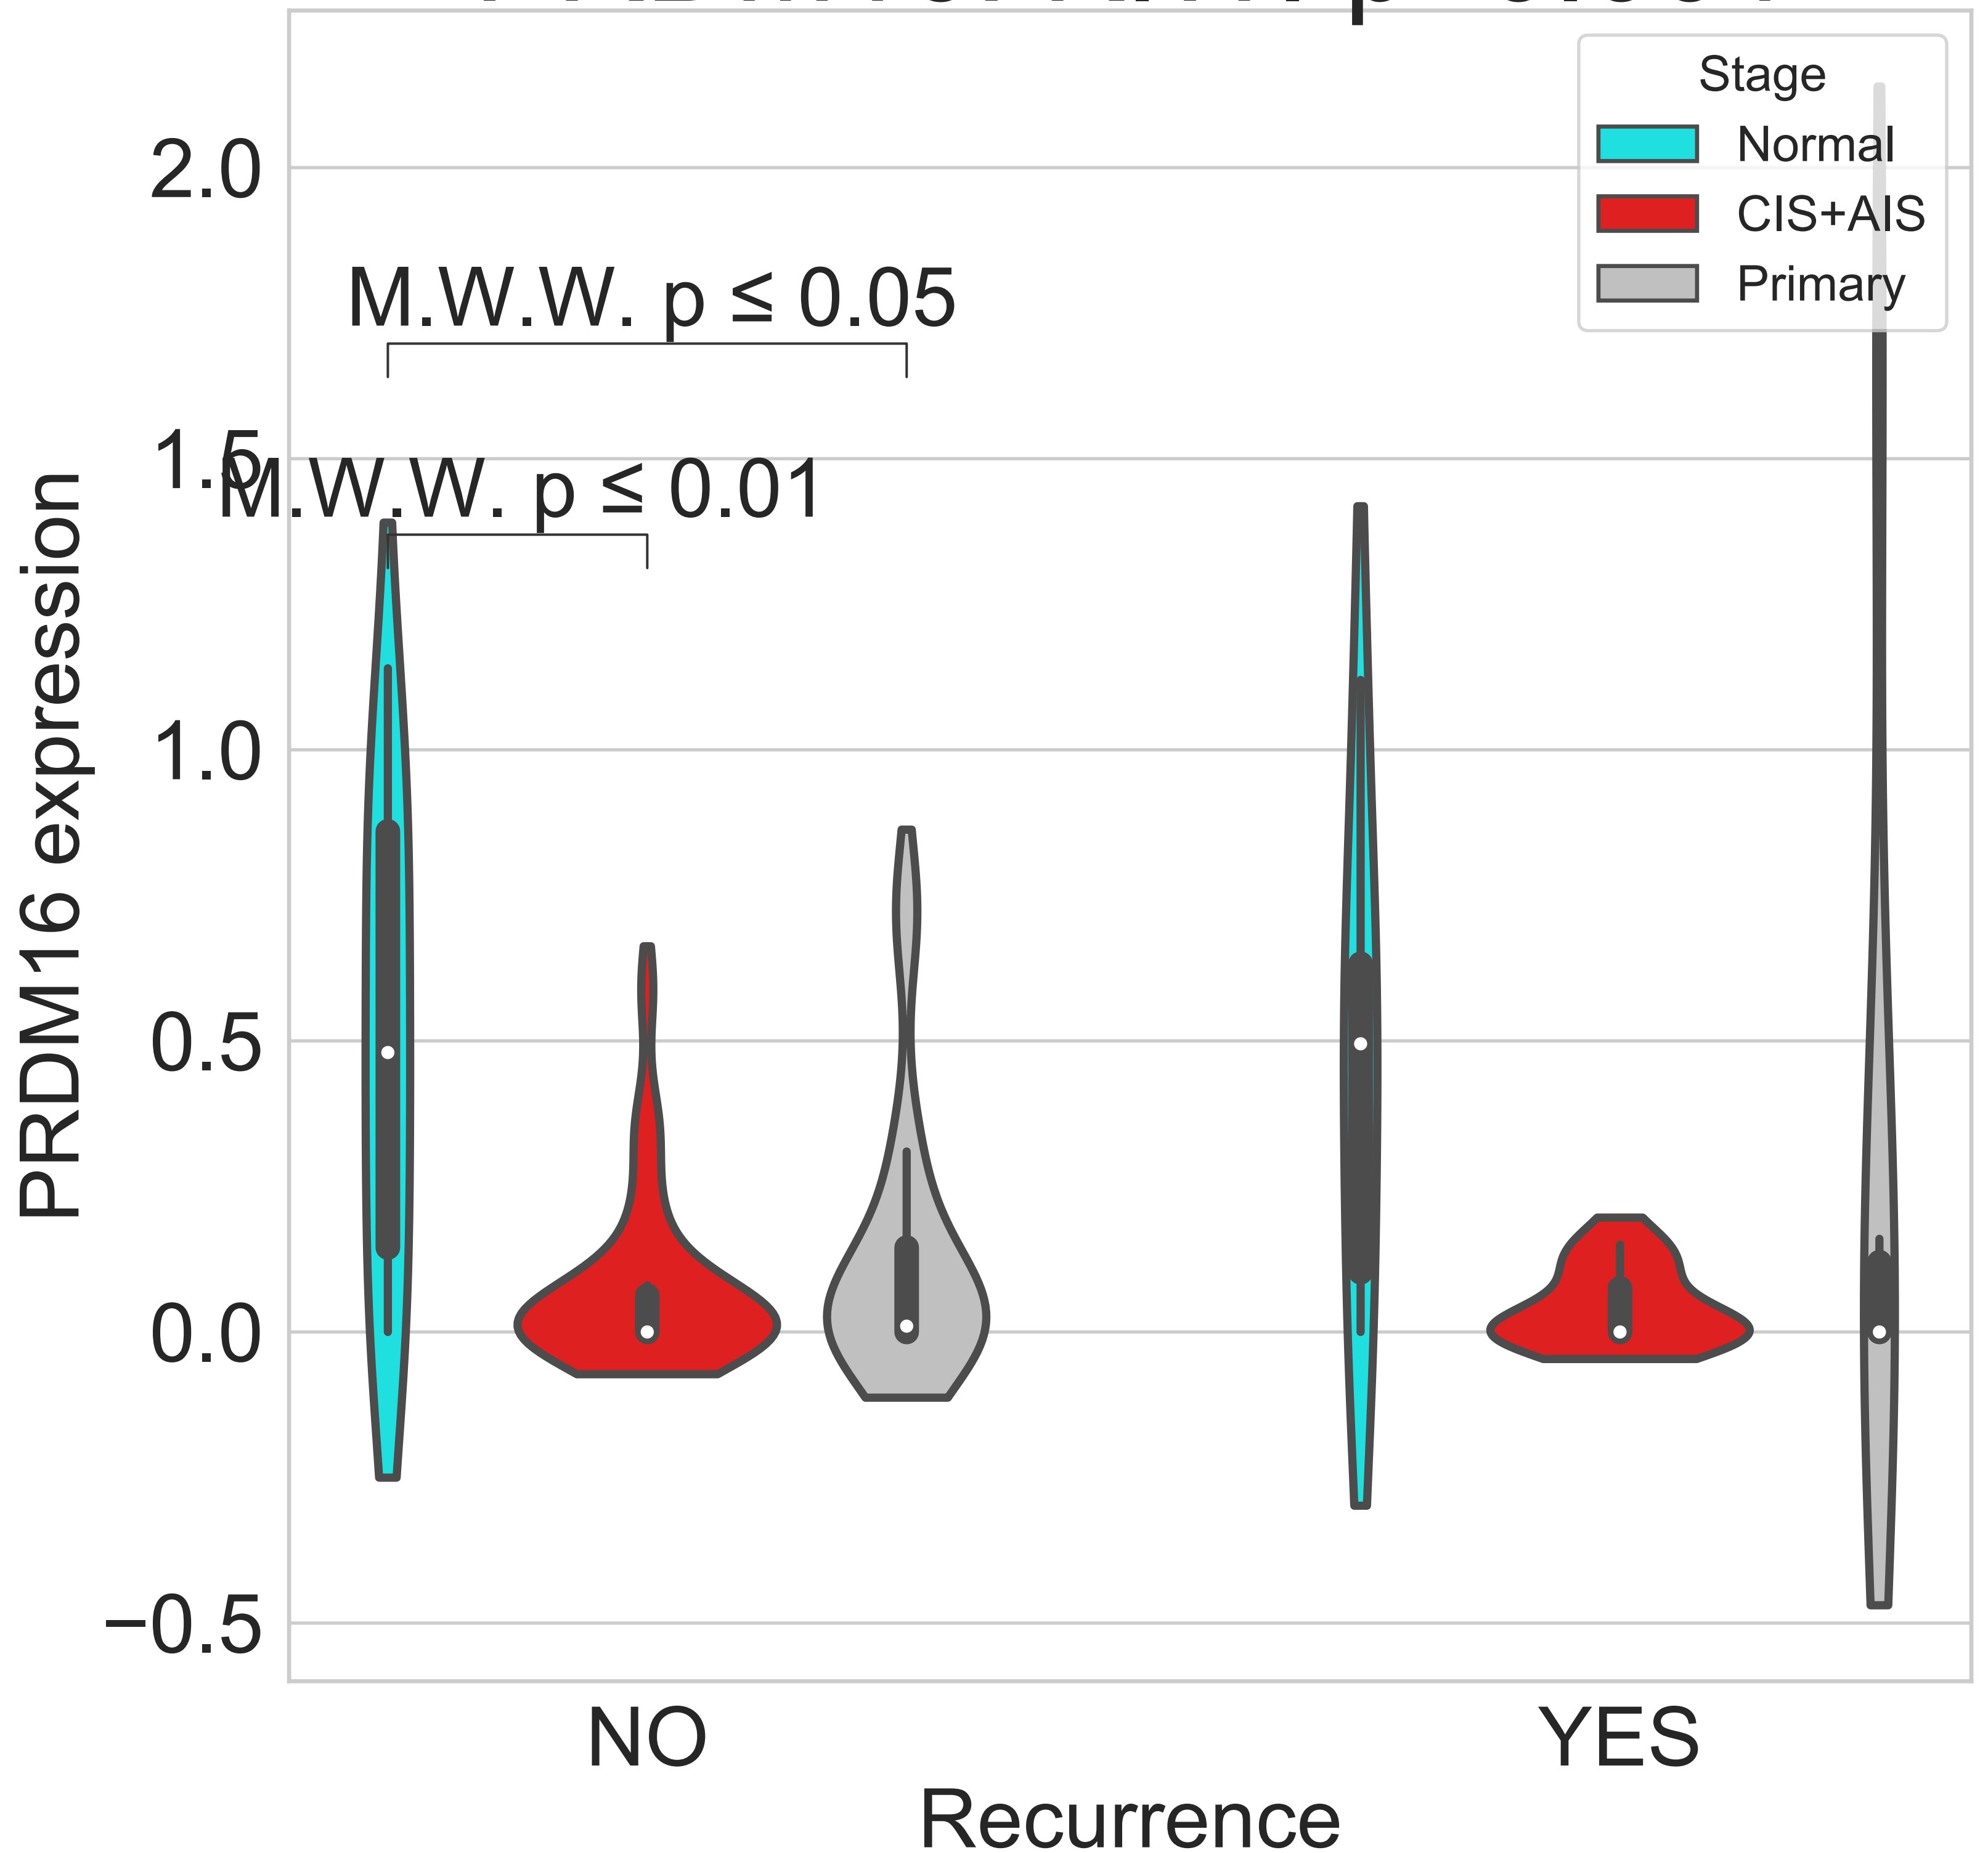 Stage
Normal
CIS+AIS
Primary
M.W.W. p ≤ 0.05
M.W.W. p ≤ 0.01
2.0
1.5
1.0
0.5
0.0
−0.5
PRDM16 expression
NO
YES
Recurrence